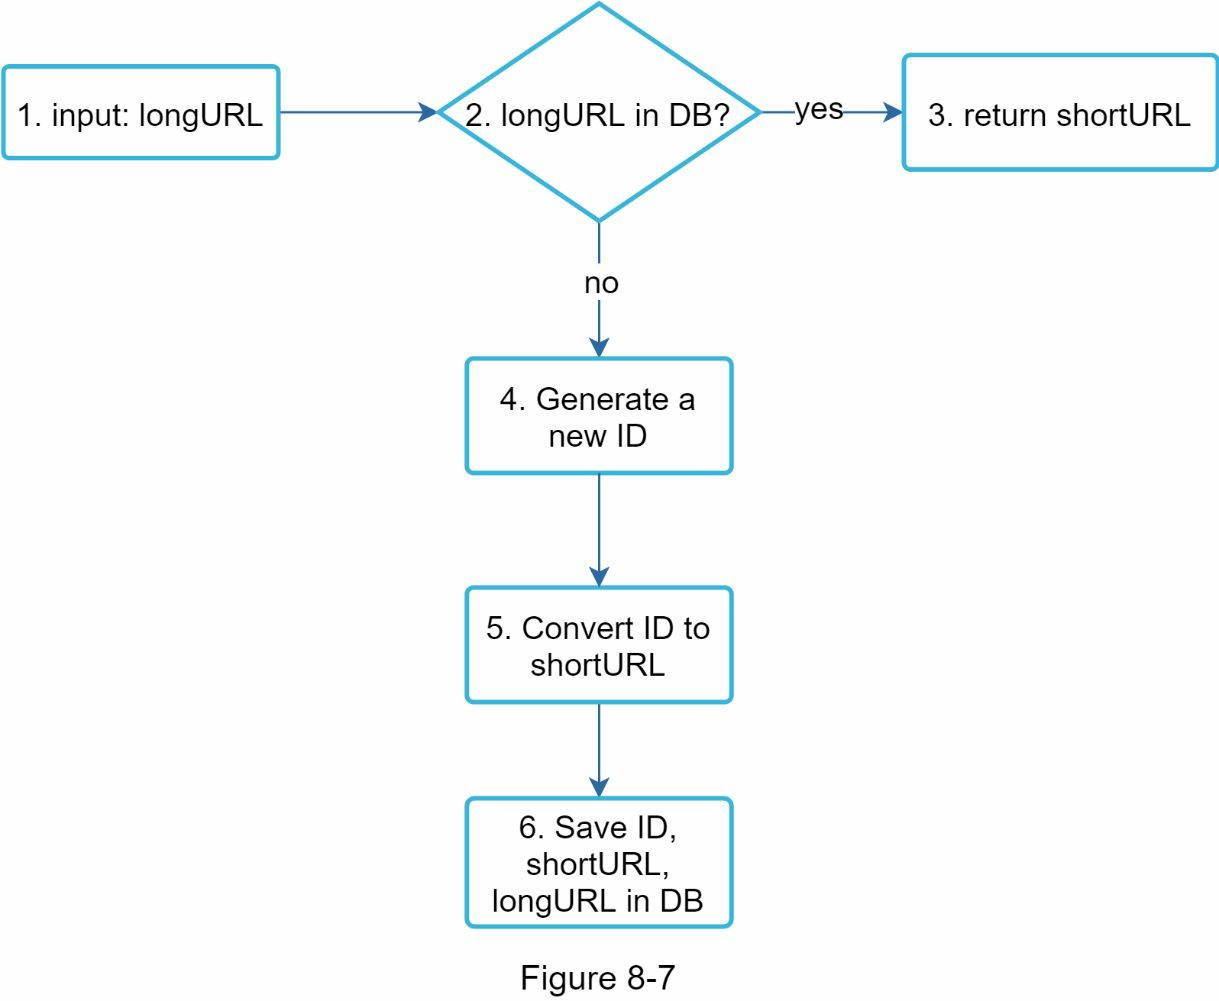 1. input: longURL
2. longURL in DB?
yes
3. return shortURL
no
4. Generate a
new ID
5. Convert ID to
shortURL
6. Save ID,
shortURL,
longURL in DB
Figure 8-7